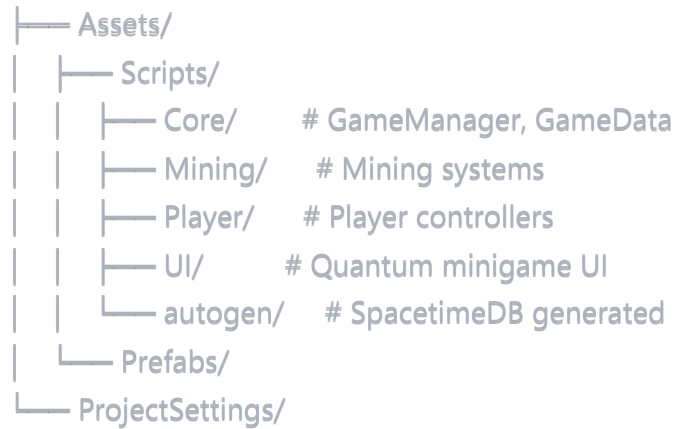 ├── Assets/
│   ├── Scripts/
│   │   ├── Core/        # GameManager, GameData
│   │   ├── Mining/      # Mining systems
│   │   ├── Player/      # Player controllers
│   │   ├── UI/          # Quantum minigame UI
│   │   └── autogen/     # SpacetimeDB generated
│   └── Prefabs/
└── ProjectSettings/